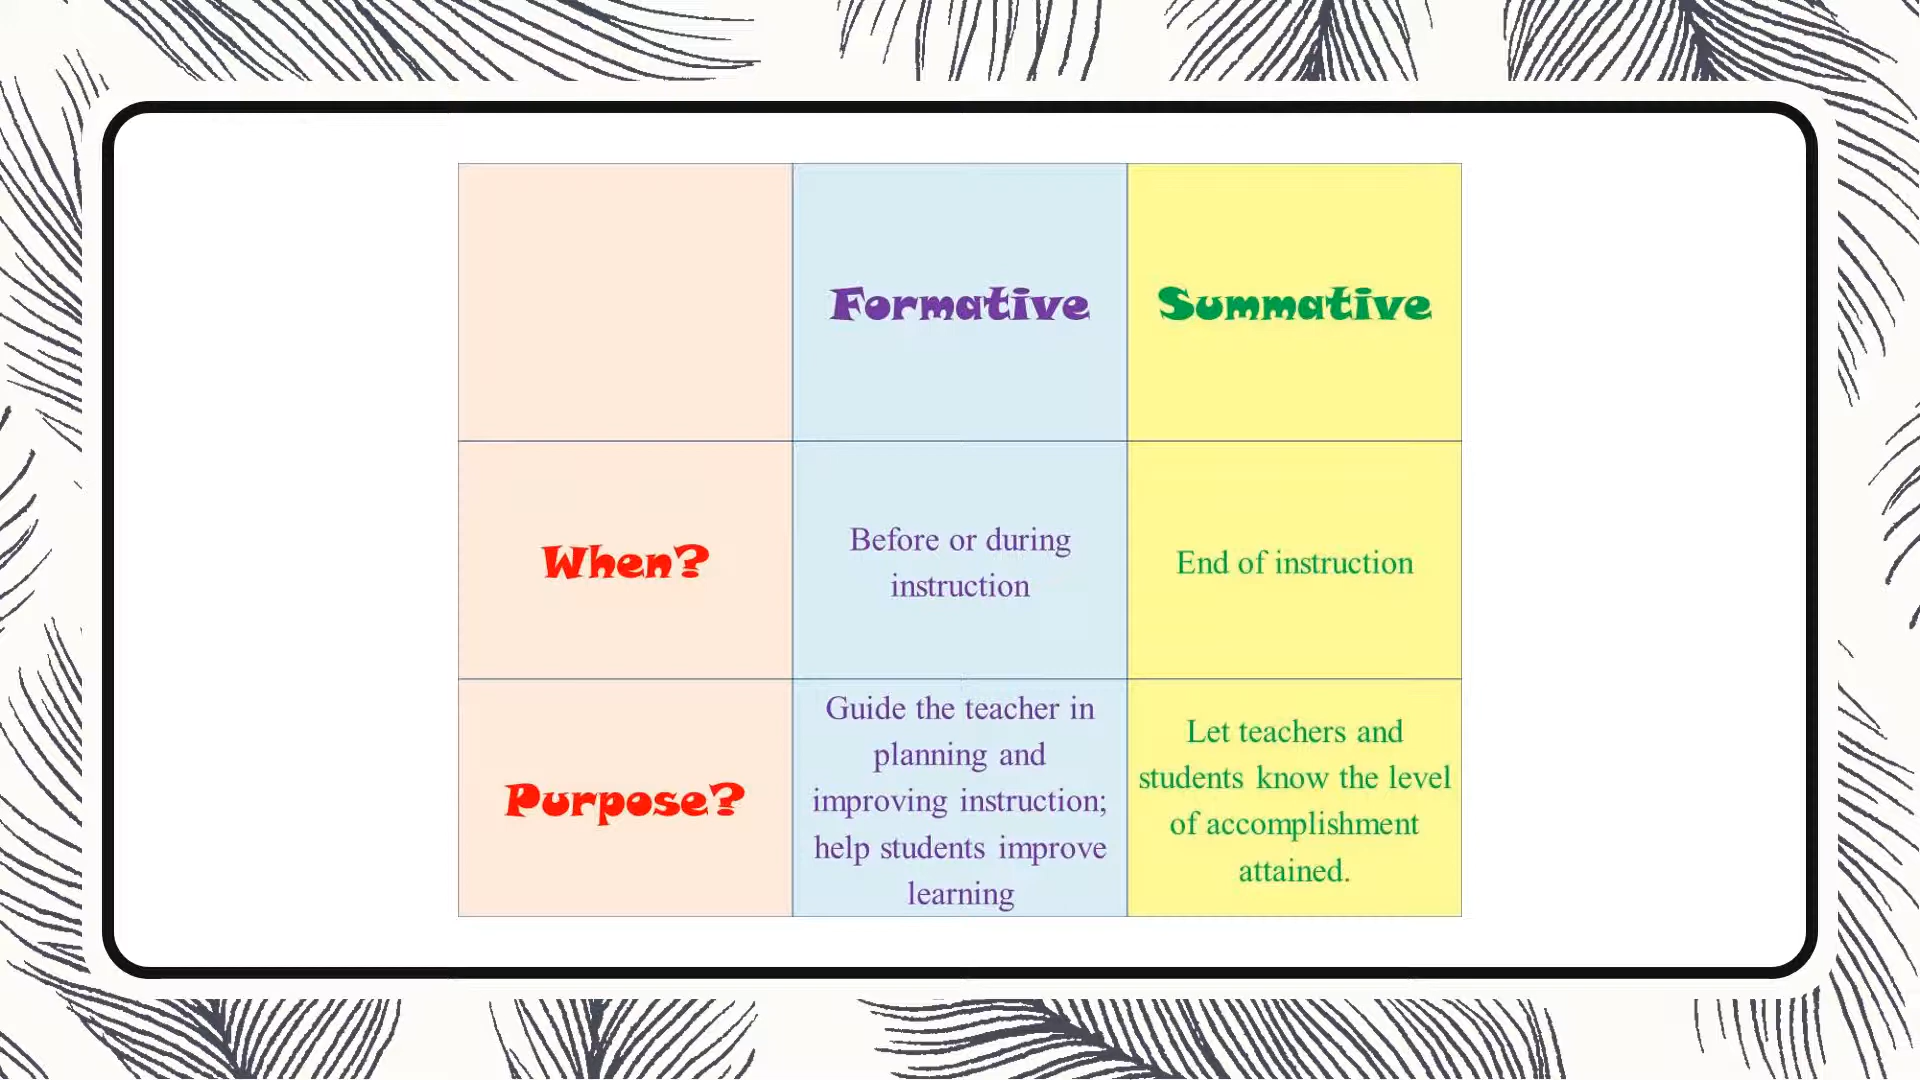 Formative
Summative
When?
Before or during
instruction
End of instruction
Purpose?
Guide the teacher in
planning and
improving instruction;
help students improve
learning
Let teachers and
students know the level
of accomplishment
attained.